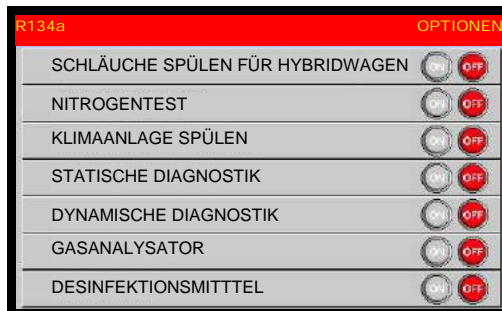 R134a OPTIONEN
SCHLÄUCHE SPÜLEN FÜR HYBRIDWAGEN ON OFF
NITROGENTEST ON OFF
KLIMAANLAGE SPÜLEN ON OFF
STATISCHE DIAGNOSTIK ON OFF
DYNAMISCHE DIAGNOSTIK ON OFF
GASANALYSATOR ON OFF
DESINFEKTIONSMITTTEL ON OFF